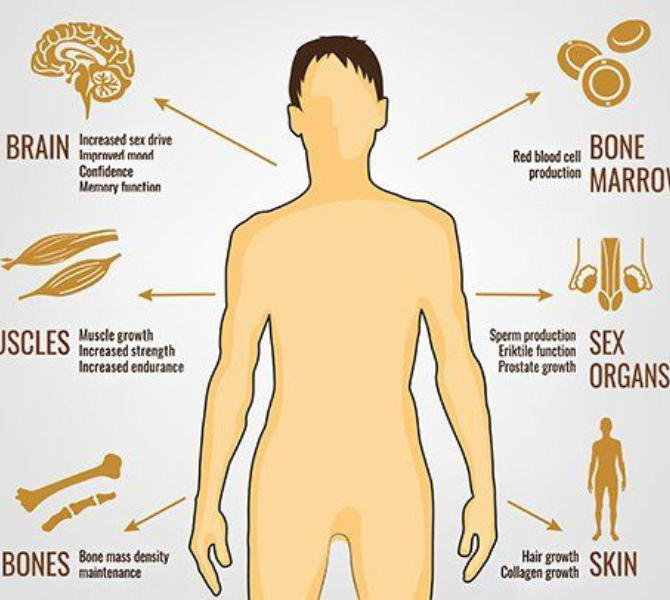 BRAIN
Increased sex drive
Improved mood
Confidence
Memory function
BONE
MARROW
Red blood cell
production
USCLES
Muscle growth
Increased strength
Increased endurance
SEX
ORGANS
Sperm production
Eriktile function
Prostate growth
BONES
Bone mass density
maintenance
SKIN
Hair growth
Collagen growth